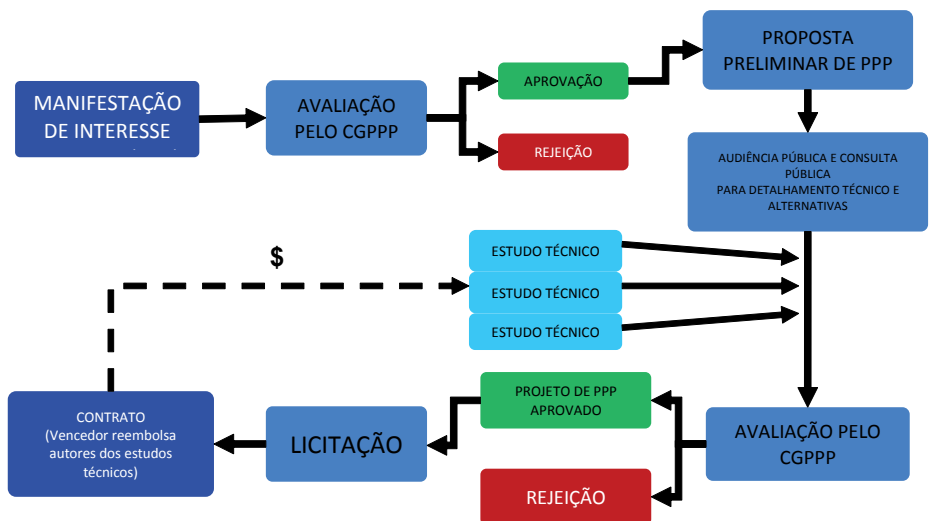 MANIFESTAÇÃO
DE INTERESSE
AVALIAÇÃO
PELO CGPPP
APROVAÇÃO
REJEIÇÃO
PROPOSTA
PRELIMINAR DE PPP
AUDIÊNCIA PÚBLICA E CONSULTA
PÚBLICA
PARA DETALHAMENTO TÉCNICO E
ALTERNATIVAS
$
ESTUDO TÉCNICO
ESTUDO TÉCNICO
ESTUDO TÉCNICO
AVALIAÇÃO PELO
CGPPP
PROJETO DE PPP
APROVADO
REJEIÇÃO
LICITAÇÃO
CONTRATO
(Vencedor reembolsa
autores dos estudos
técnicos)